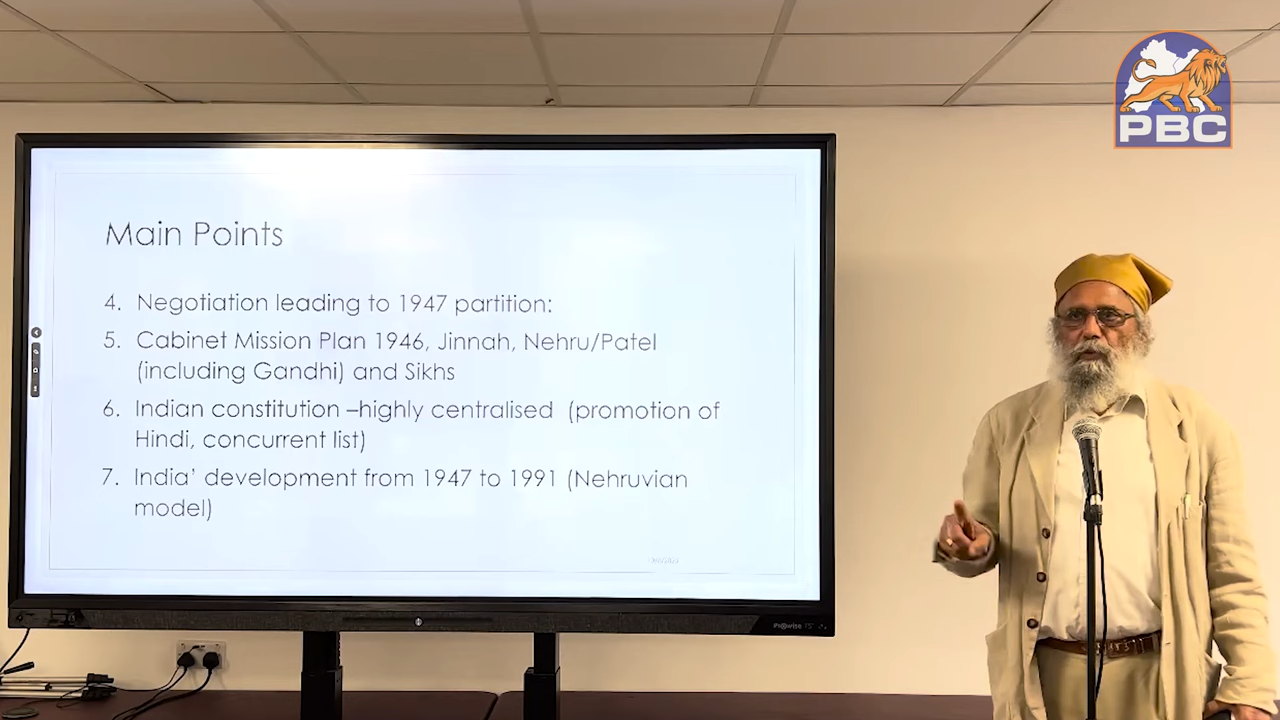 PBC
Main Points
4. Negotiation leading to 1947 partition:
5. Cabinet Mission Plan 1946, Jinnah, Nehru/Patel
(including Gandhi) and Sikhs
6. Indian constitution –highly centralised (promotion of
Hindi, concurrent list)
7. India' development from 1947 to 1991 (Nehruvian
model)